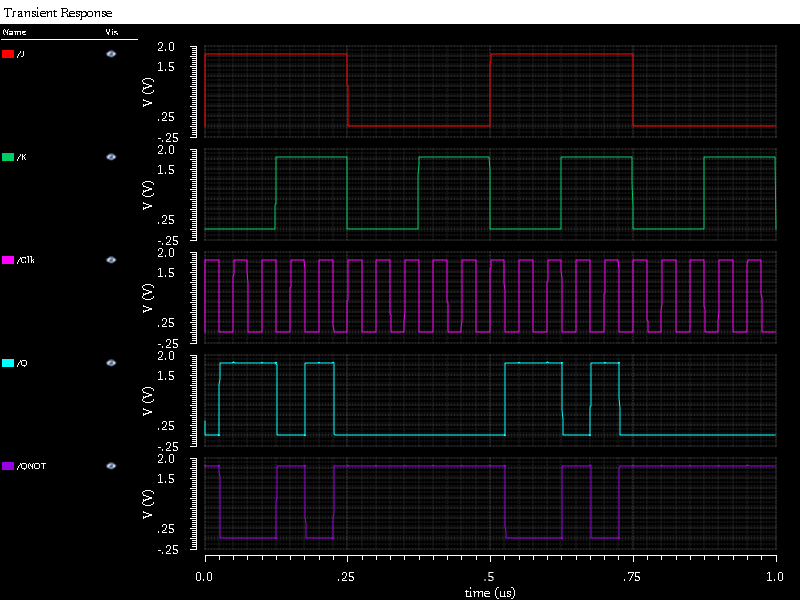 Transient Response
Name Vis
/J
V (V)
2.0
1.5
.25
-.25
/K
V (V)
2.0
1.5
.25
-.25
/Clk
V (V)
2.0
1.5
.25
-.25
/Q
V (V)
2.0
1.5
.25
-.25
/QNOT
V (V)
2.0
1.5
.25
-.25
0.0 .25 .5 .75 1.0
time (us)